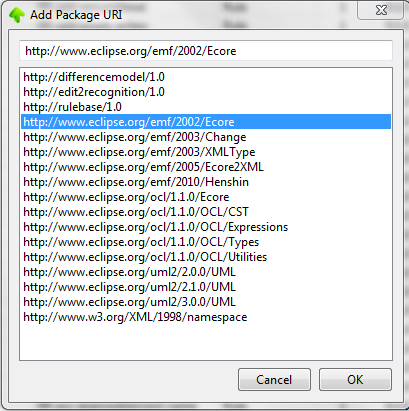 Add Package URI
http://www.eclipse.org/emf/2002/Ecore
http://differencemodel/1.0
http://edit2recognition/1.0
http://rulebase/1.0
http://www.eclipse.org/emf/2002/Ecore
http://www.eclipse.org/emf/2003/Change
http://www.eclipse.org/emf/2003/XMLType
http://www.eclipse.org/emf/2005/Ecore2XML
http://www.eclipse.org/emf/2010/Henshin
http://www.eclipse.org/ocl/1.1.0/Ecore
http://www.eclipse.org/ocl/1.1.0/OCL/CST
http://www.eclipse.org/ocl/1.1.0/OCL/Expressions
http://www.eclipse.org/ocl/1.1.0/OCL/Types
http://www.eclipse.org/ocl/1.1.0/OCL/Utilities
http://www.eclipse.org/uml2/2.0.0/UML
http://www.eclipse.org/uml2/2.1.0/UML
http://www.eclipse.org/uml2/3.0.0/UML
http://www.w3.org/XML/1998/namespace
Cancel OK